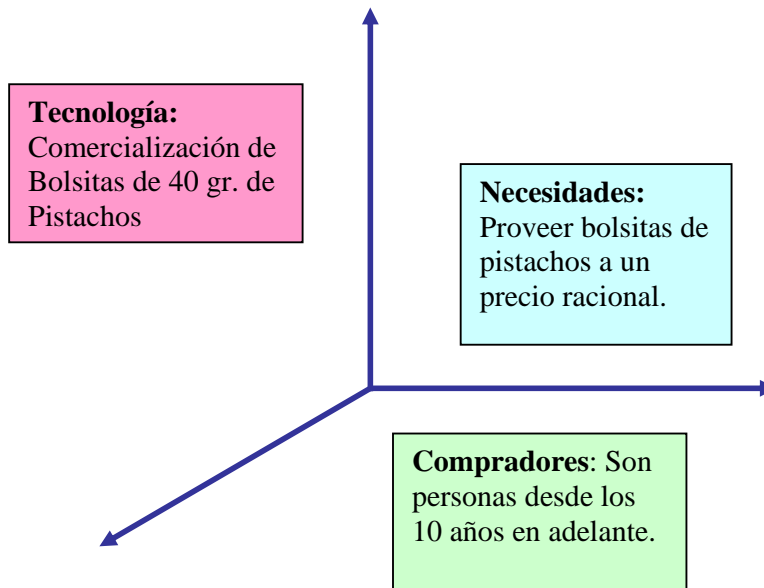 Tecnología:
Comercialización de
Bolsitas de 40 gr. de
Pistachos
Necesidades:
Proveer bolsitas de
pistachos a un
precio racional.
Compradores: Son
personas desde los
10 años en adelante.